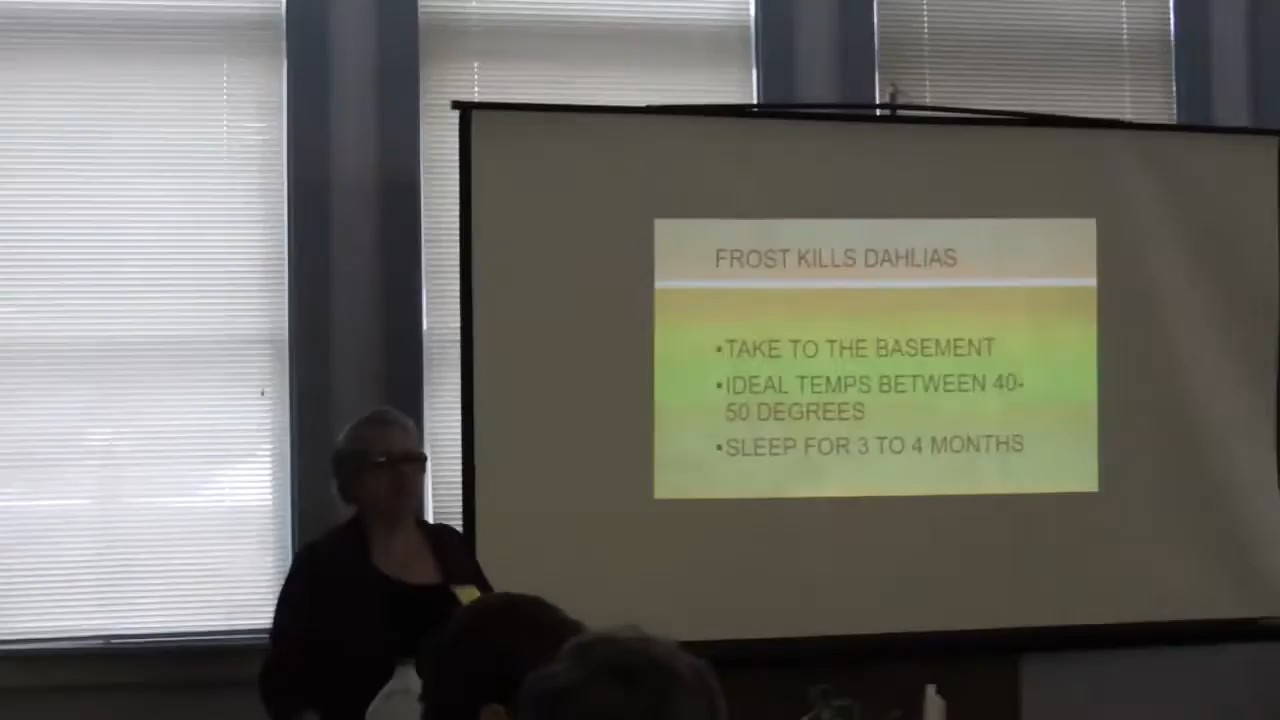 FROST KILLS DAHLIAS
▪TAKE TO THE BASEMENT
▪IDEAL TEMPS BETWEEN 40-
50 DEGREES
▪SLEEP FOR 3 TO 4 MONTHS